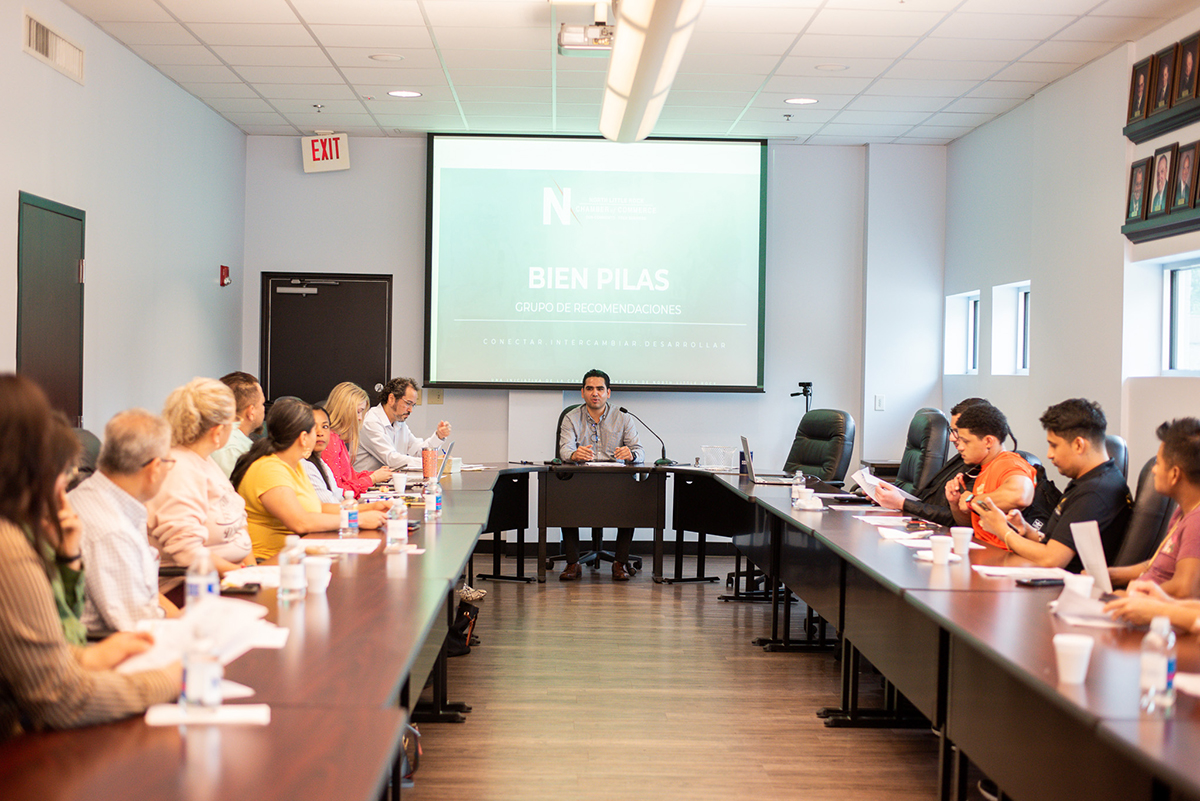 EXIT
N
BIEN PILAS
GRUPO DE RECOMENDACIONES
CONECTAR.INTERCAMBIAR.DESARROLLAR